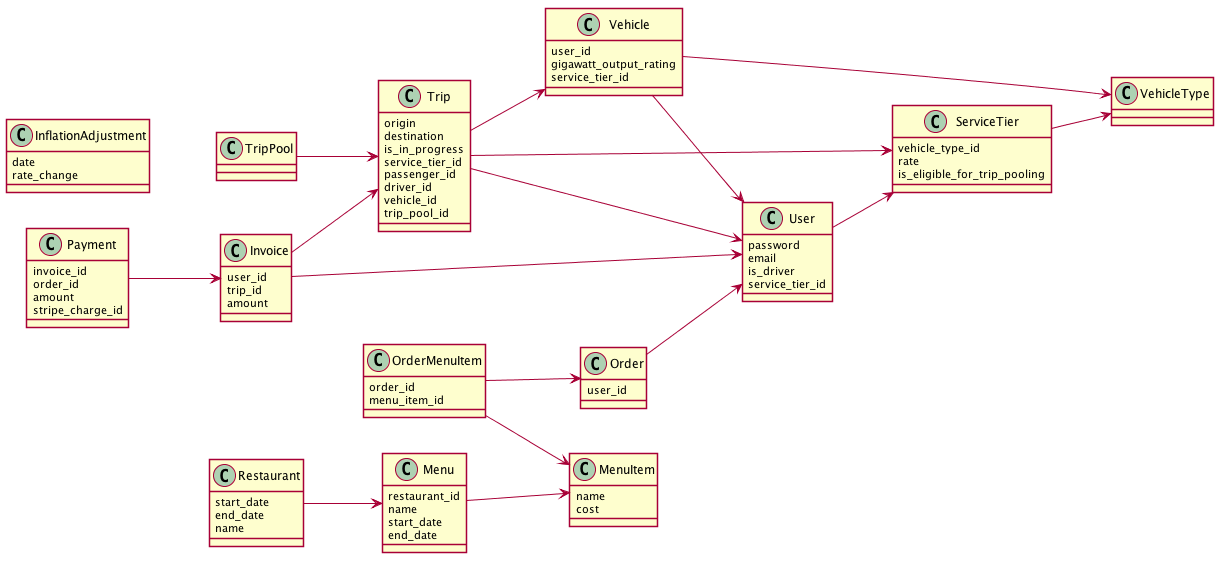 C InflationAdjustment
date
rate_change
C Payment
invoice_id
order_id
amount
stripe_charge_id
C TripPool
C Invoice
user_id
trip_id
amount
C Restaurant
start_date
end_date
name
C Trip
origin
destination
is_in_progress
service_tier_id
passenger_id
driver_id
vehicle_id
trip_pool_id
C OrderMenuItem
order_id
menu_item_id
C Menu
restaurant_id
name
start_date
end_date
C Vehicle
user_id
gigawatt_output_rating
service_tier_id
C Order
user_id
C MenuItem
name
cost
C User
password
email
is_driver
service_tier_id
C ServiceTier
vehicle_type_id
rate
is_eligible_for_trip_pooling
C VehicleType